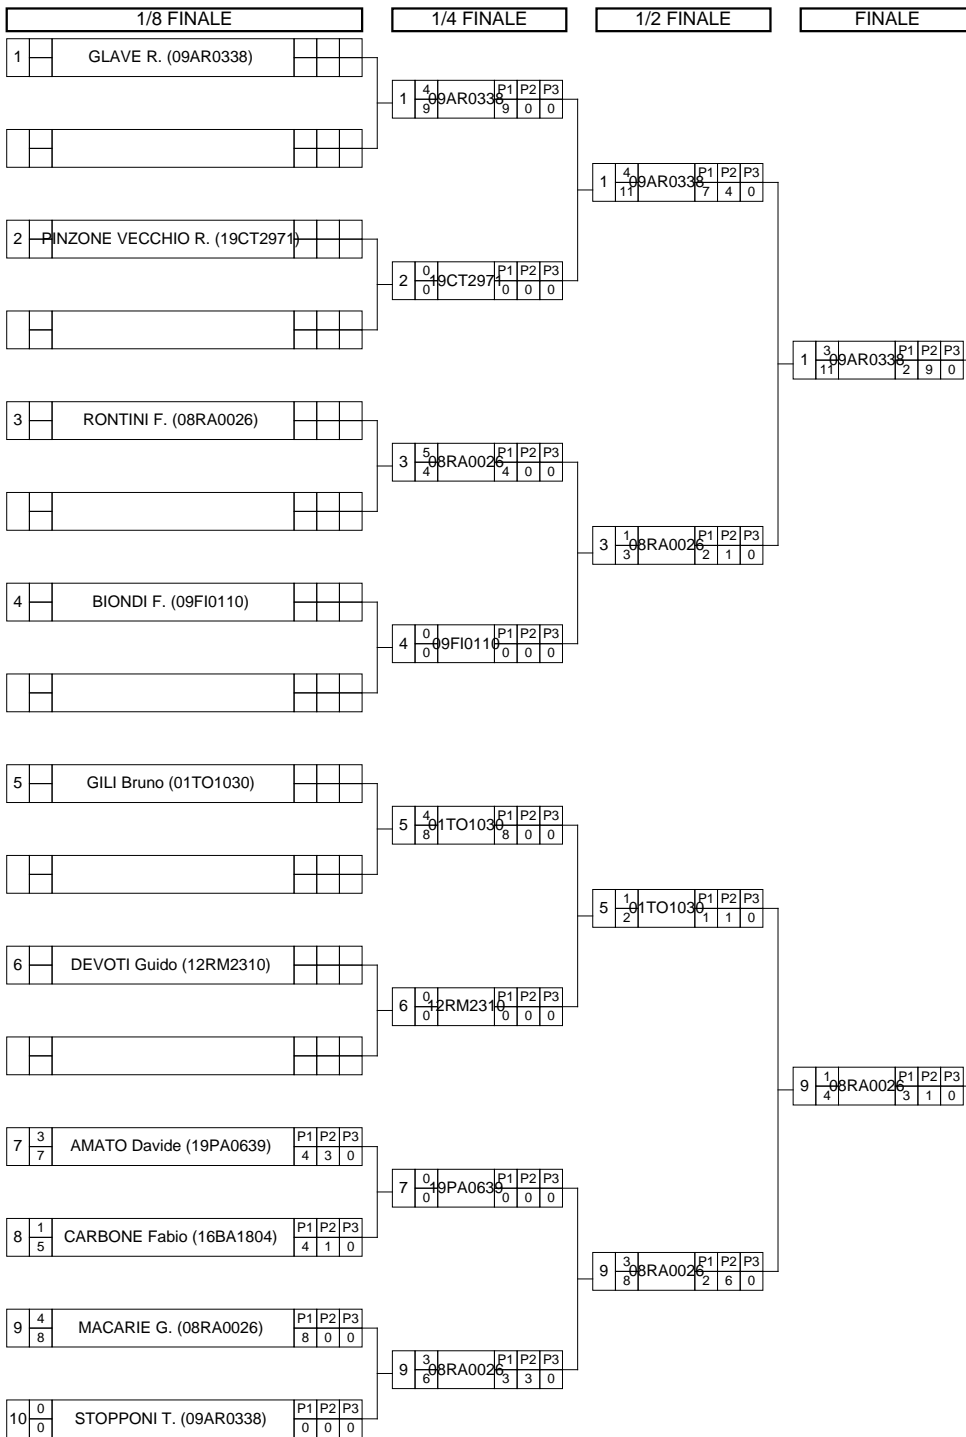 1/8 FINALE 1/4 FINALE 1/2 FINALE FINALE
1 GLAVE R. (09AR0338)
1 4 9 09AR0338 P1 P2 P3 9 0 0
1 4 11 09AR0338 P1 P2 P3 7 4 0
2 PINZONE VECCHIO R. (19CT2971)
2 0 0 19CT2971 P1 P2 P3 0 0 0
1 3 11 09AR0338 P1 P2 P3 2 9 0
3 RONTINI F. (08RA0026)
3 5 4 08RA0026 P1 P2 P3 4 0 0
3 1 3 08RA0026 P1 P2 P3 2 1 0
4 BIONDI F. (09FI0110)
4 0 0 09FI0110 P1 P2 P3 0 0 0
5 GILI Bruno (01TO1030)
5 4 8 01TO1030 P1 P2 P3 8 0 0
5 1 2 01TO1030 P1 P2 P3 1 1 0
6 DEVOTI Guido (12RM2310)
6 0 0 12RM2310 P1 P2 P3 0 0 0
9 1 4 08RA0026 P1 P2 P3 3 1 0
7 3 7 AMATO Davide (19PA0639) P1 P2 P3 4 3 0
7 0 0 19PA0639 P1 P2 P3 0 0 0
8 1 5 CARBONE Fabio (16BA1804) P1 P2 P3 4 1 0
9 3 8 08RA0026 P1 P2 P3 2 6 0
9 4 8 MACARIE G. (08RA0026) P1 P2 P3 8 0 0
9 3 6 08RA0026 P1 P2 P3 3 3 0
10 0 0 STOPPONI T. (09AR0338) P1 P2 P3 0 0 0